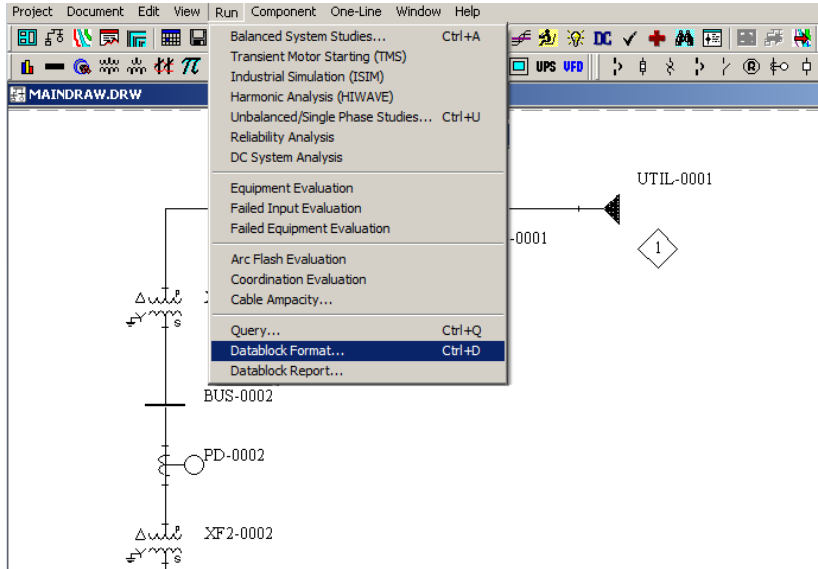 Project Document Edit View Run Component One-Line Window Help
DC
UPS VFD R
MAINDRAW.DRW
Balanced System Studies... Ctrl+A
Transient Motor Starting (TMS)
Industrial Simulation (ISIM)
Harmonic Analysis (HIWAVE)
Unbalanced/Single Phase Studies... Ctrl+U
Reliability Analysis
DC System Analysis
Equipment Evaluation
Failed Input Evaluation
Failed Equipment Evaluation
Arc Flash Evaluation
Coordination Evaluation
Cable Ampacity...
Query... Ctrl+Q
Datablock Format... Ctrl+D
Datablock Report...
UTIL-0001
-0001
1
S
BUS-0002
PD-0002
XF2-0002
S